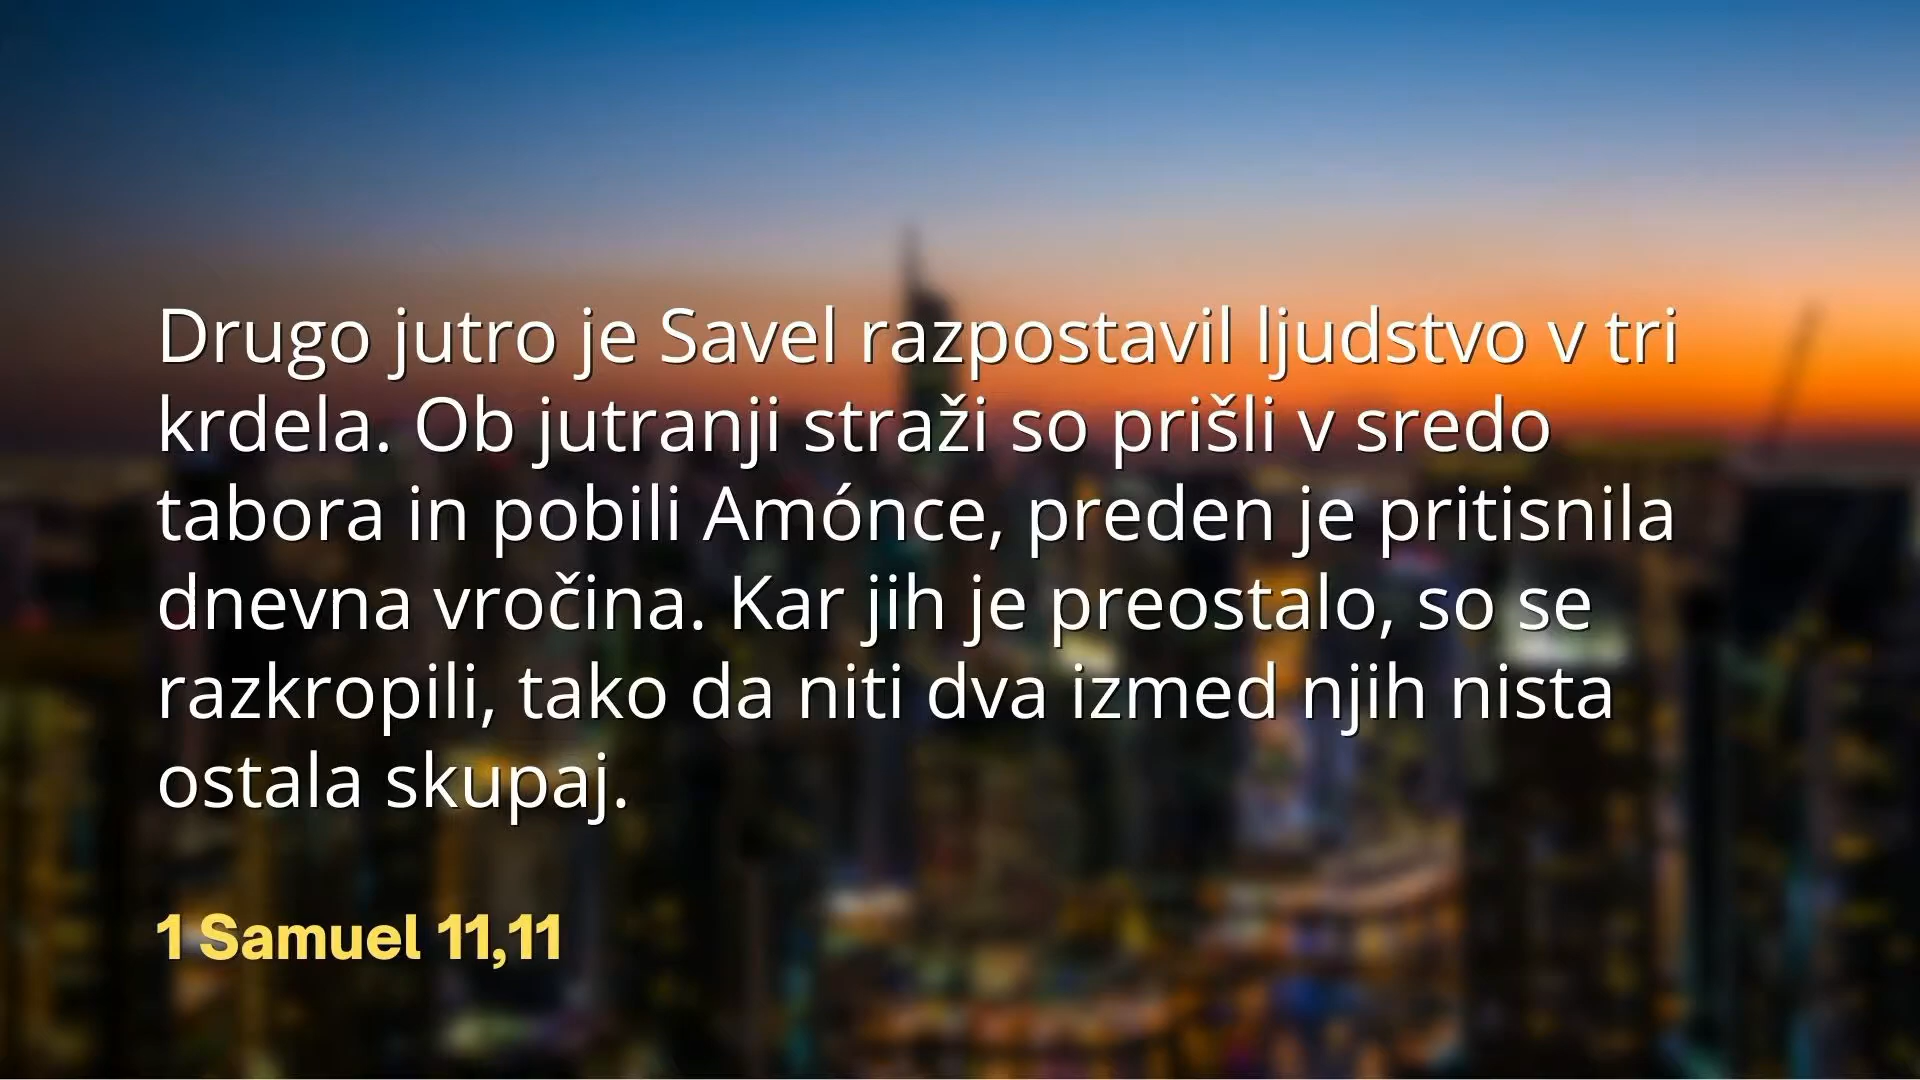 Drugo jutro je Savel razpostavil ljudstvo v tri
krdela. Ob jutranji straži so prišli v sredo
tabora in pobili Amónce, preden je pritisnila
dnevna vročina. Kar jih je preostalo, so se
razkropili, tako da niti dva izmed njih nista
ostala skupaj.
1 Samuel 11,11